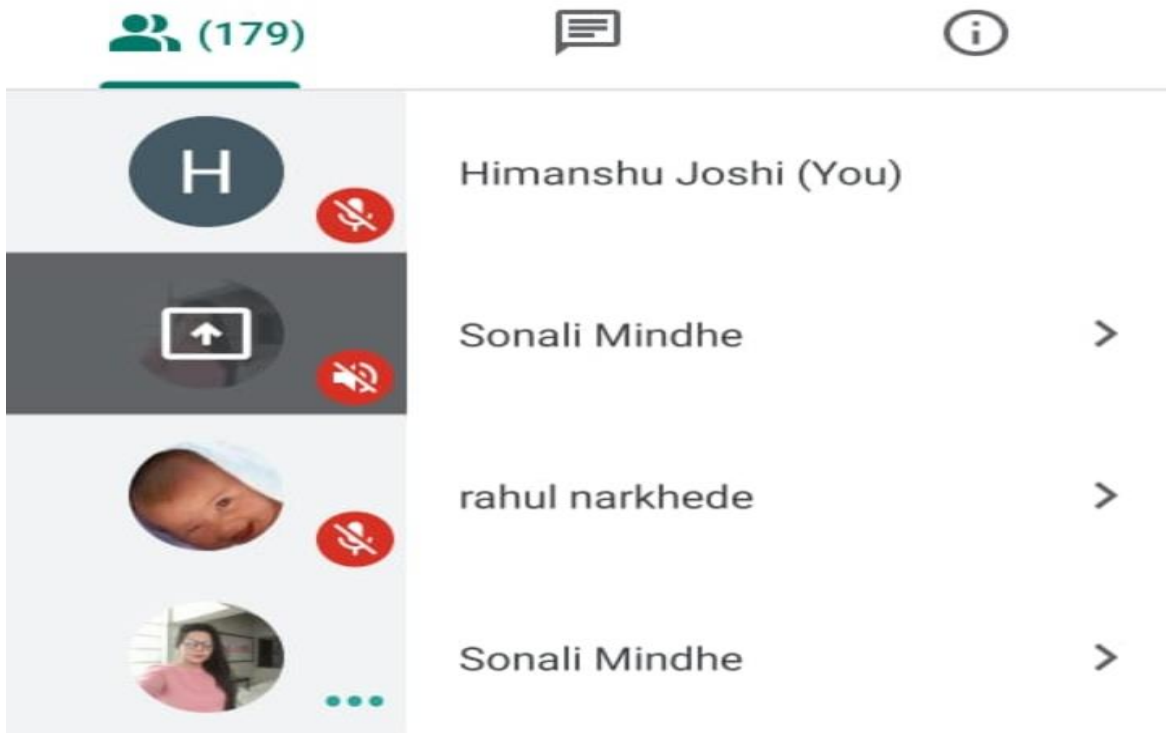 (179)
H
Himanshu Joshi (You)
Sonali Mindhe
rahul narkhede
Sonali Mindhe